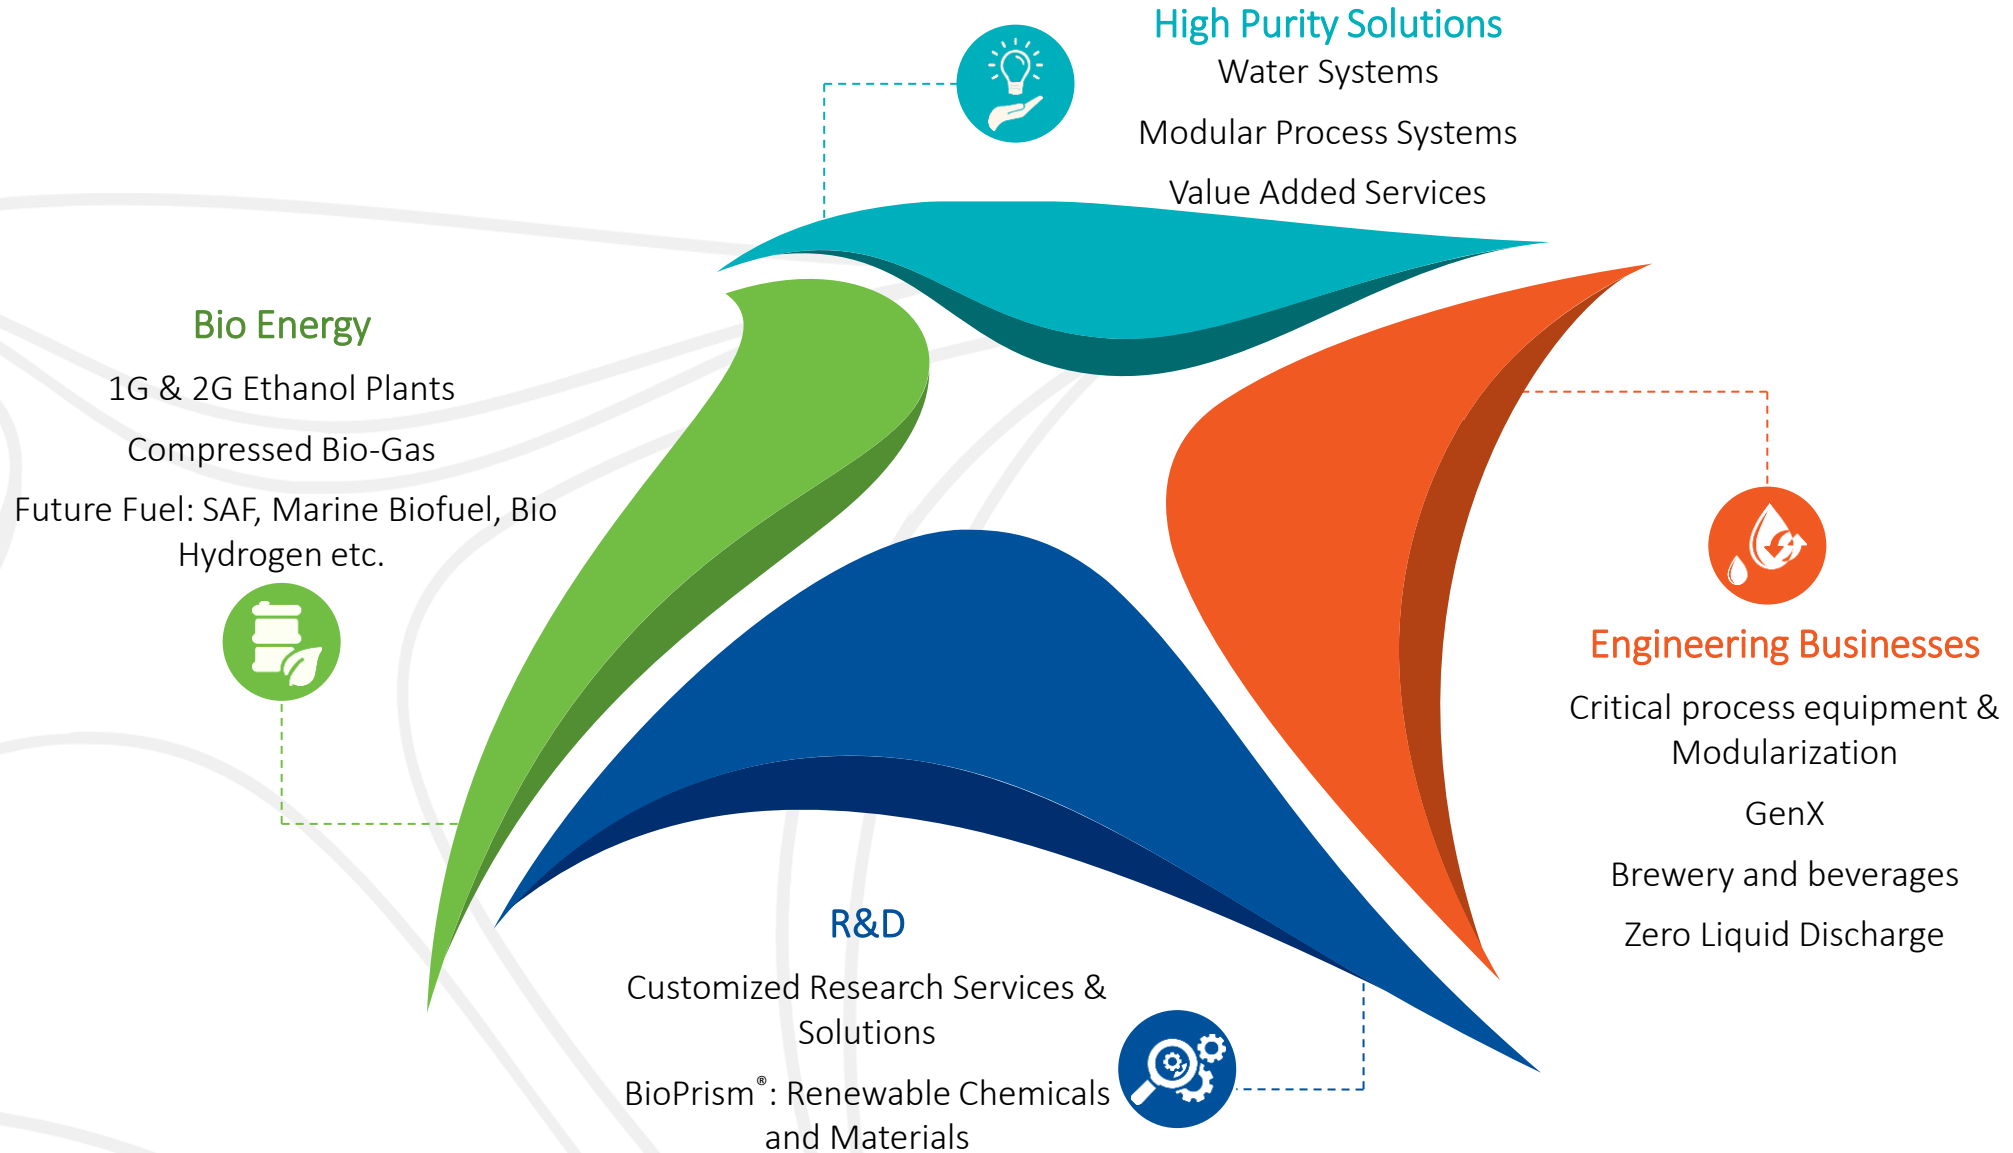 High Purity Solutions
Water Systems
Modular Process Systems
Value Added Services
Bio Energy
1G & 2G Ethanol Plants
Compressed Bio-Gas
Future Fuel: SAF, Marine Biofuel, Bio
Hydrogen etc.
Engineering Businesses
Critical process equipment &
Modularization
GenX
Brewery and beverages
Zero Liquid Discharge
R&D
Customized Research Services &
Solutions
BioPrism®: Renewable Chemicals
and Materials